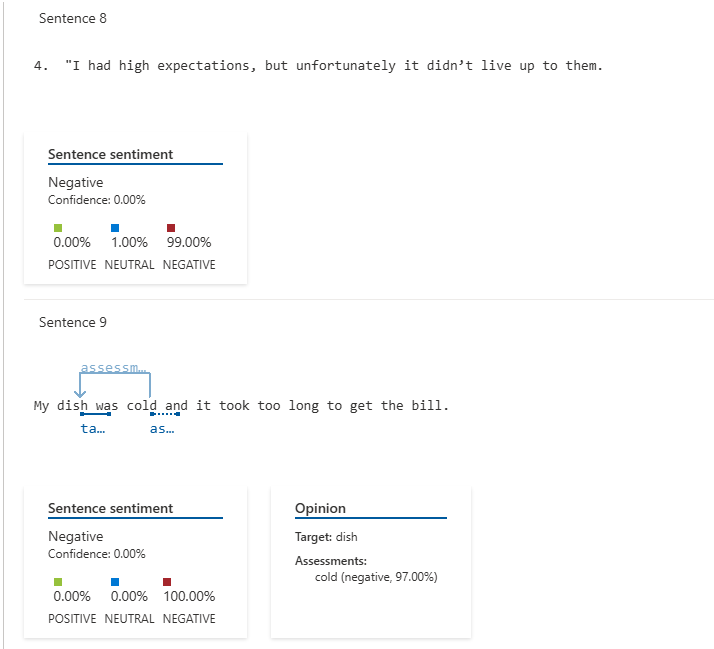 Sentence 8
4. "I had high expectations, but unfortunately it didn’t live up to them.
Sentence sentiment
Negative
Confidence: 0.00%
0.00% 1.00% 99.00%
POSITIVE NEUTRAL NEGATIVE
Sentence 9
assessm...
My dish was cold and it took too long to get the bill.
ta... as...
Sentence sentiment
Negative
Confidence: 0.00%
0.00% 0.00% 100.00%
POSITIVE NEUTRAL NEGATIVE
Opinion
Target: dish
Assessments:
cold (negative, 97.00%)